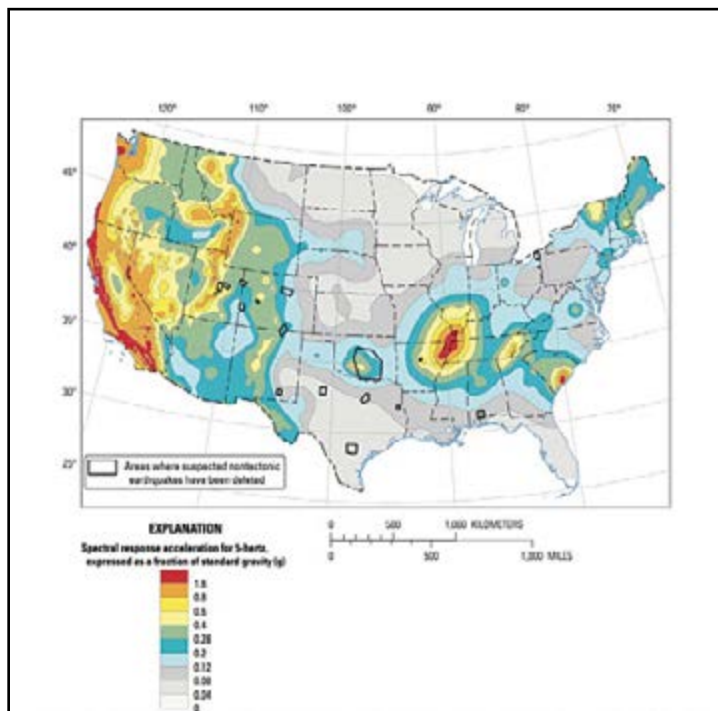 120° 110° 100° 80° 70°
40°
35°
30°
25°
Areas where suspected nontectonic
earthquakes have been deleted
EXPLANATION
Spectral response acceleration for 5-hertz,
expressed as a fraction of standard gravity (g)
0 500 1,000 KILOMETERS
0 500 1,000 MILES
1.6
0.8
0.6
0.4
0.28
0.2
0.12
0.08
0.04
0